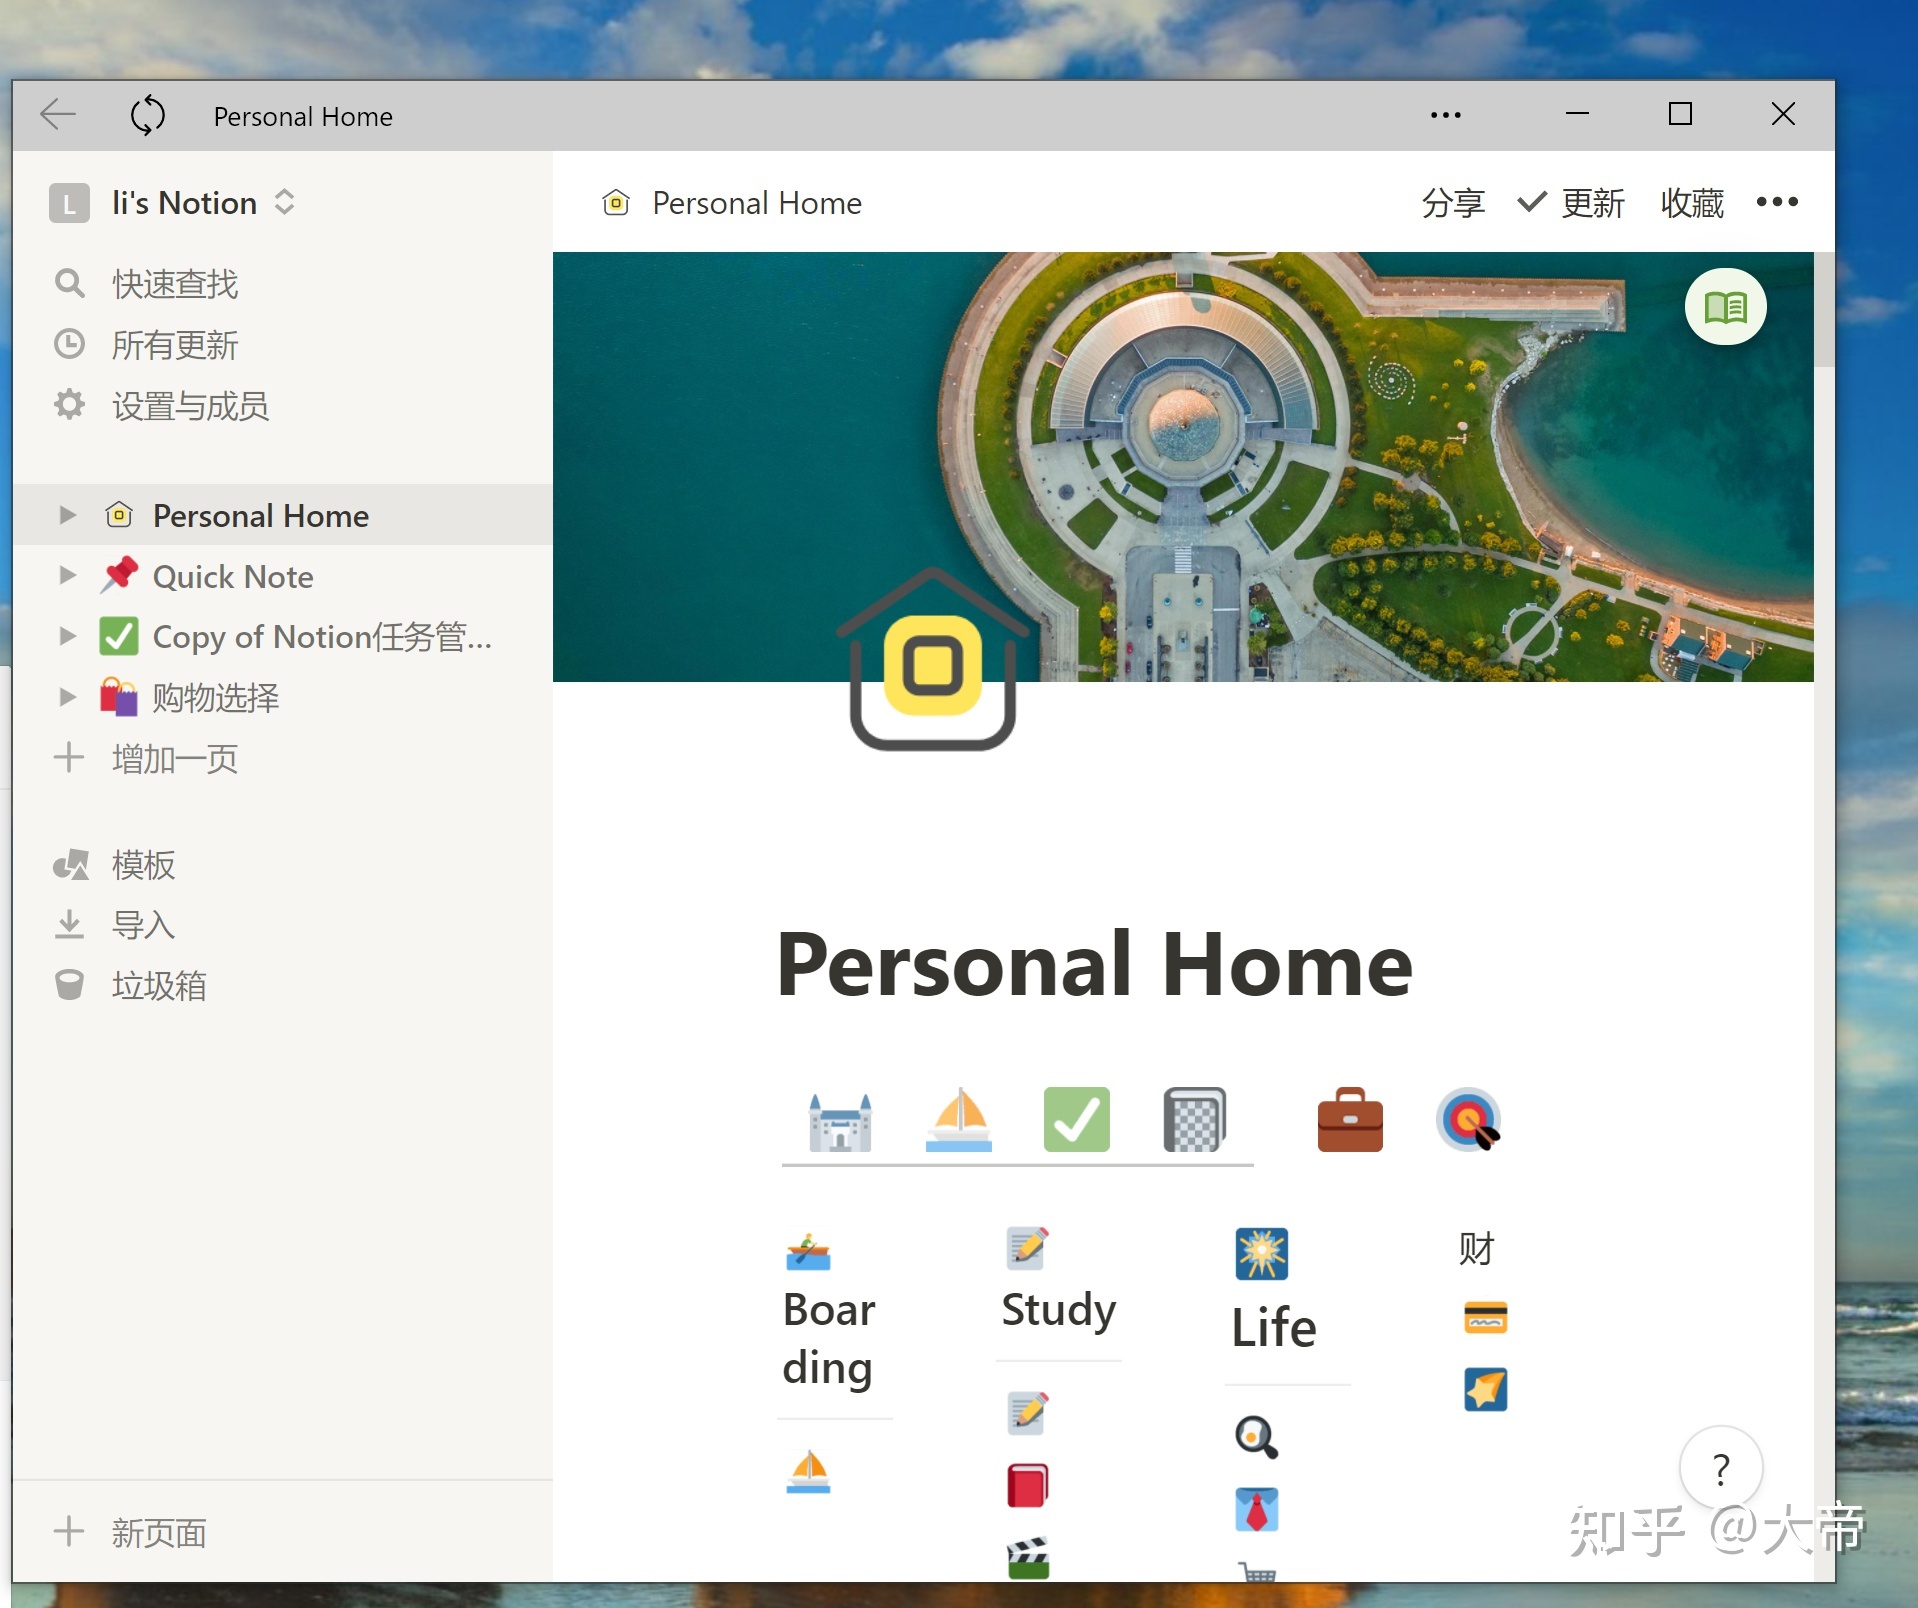 Personal Home
L li's Notion
Personal Home
分享 更新 收藏
快速查找
所有更新
设置与成员
Personal Home
Quick Note
Copy of Notion任务管...
购物选择
增加一页
模板
导入
垃圾箱
新页面
Personal Home
Boar
ding
Study
Life
财
?
知乎 @大帝